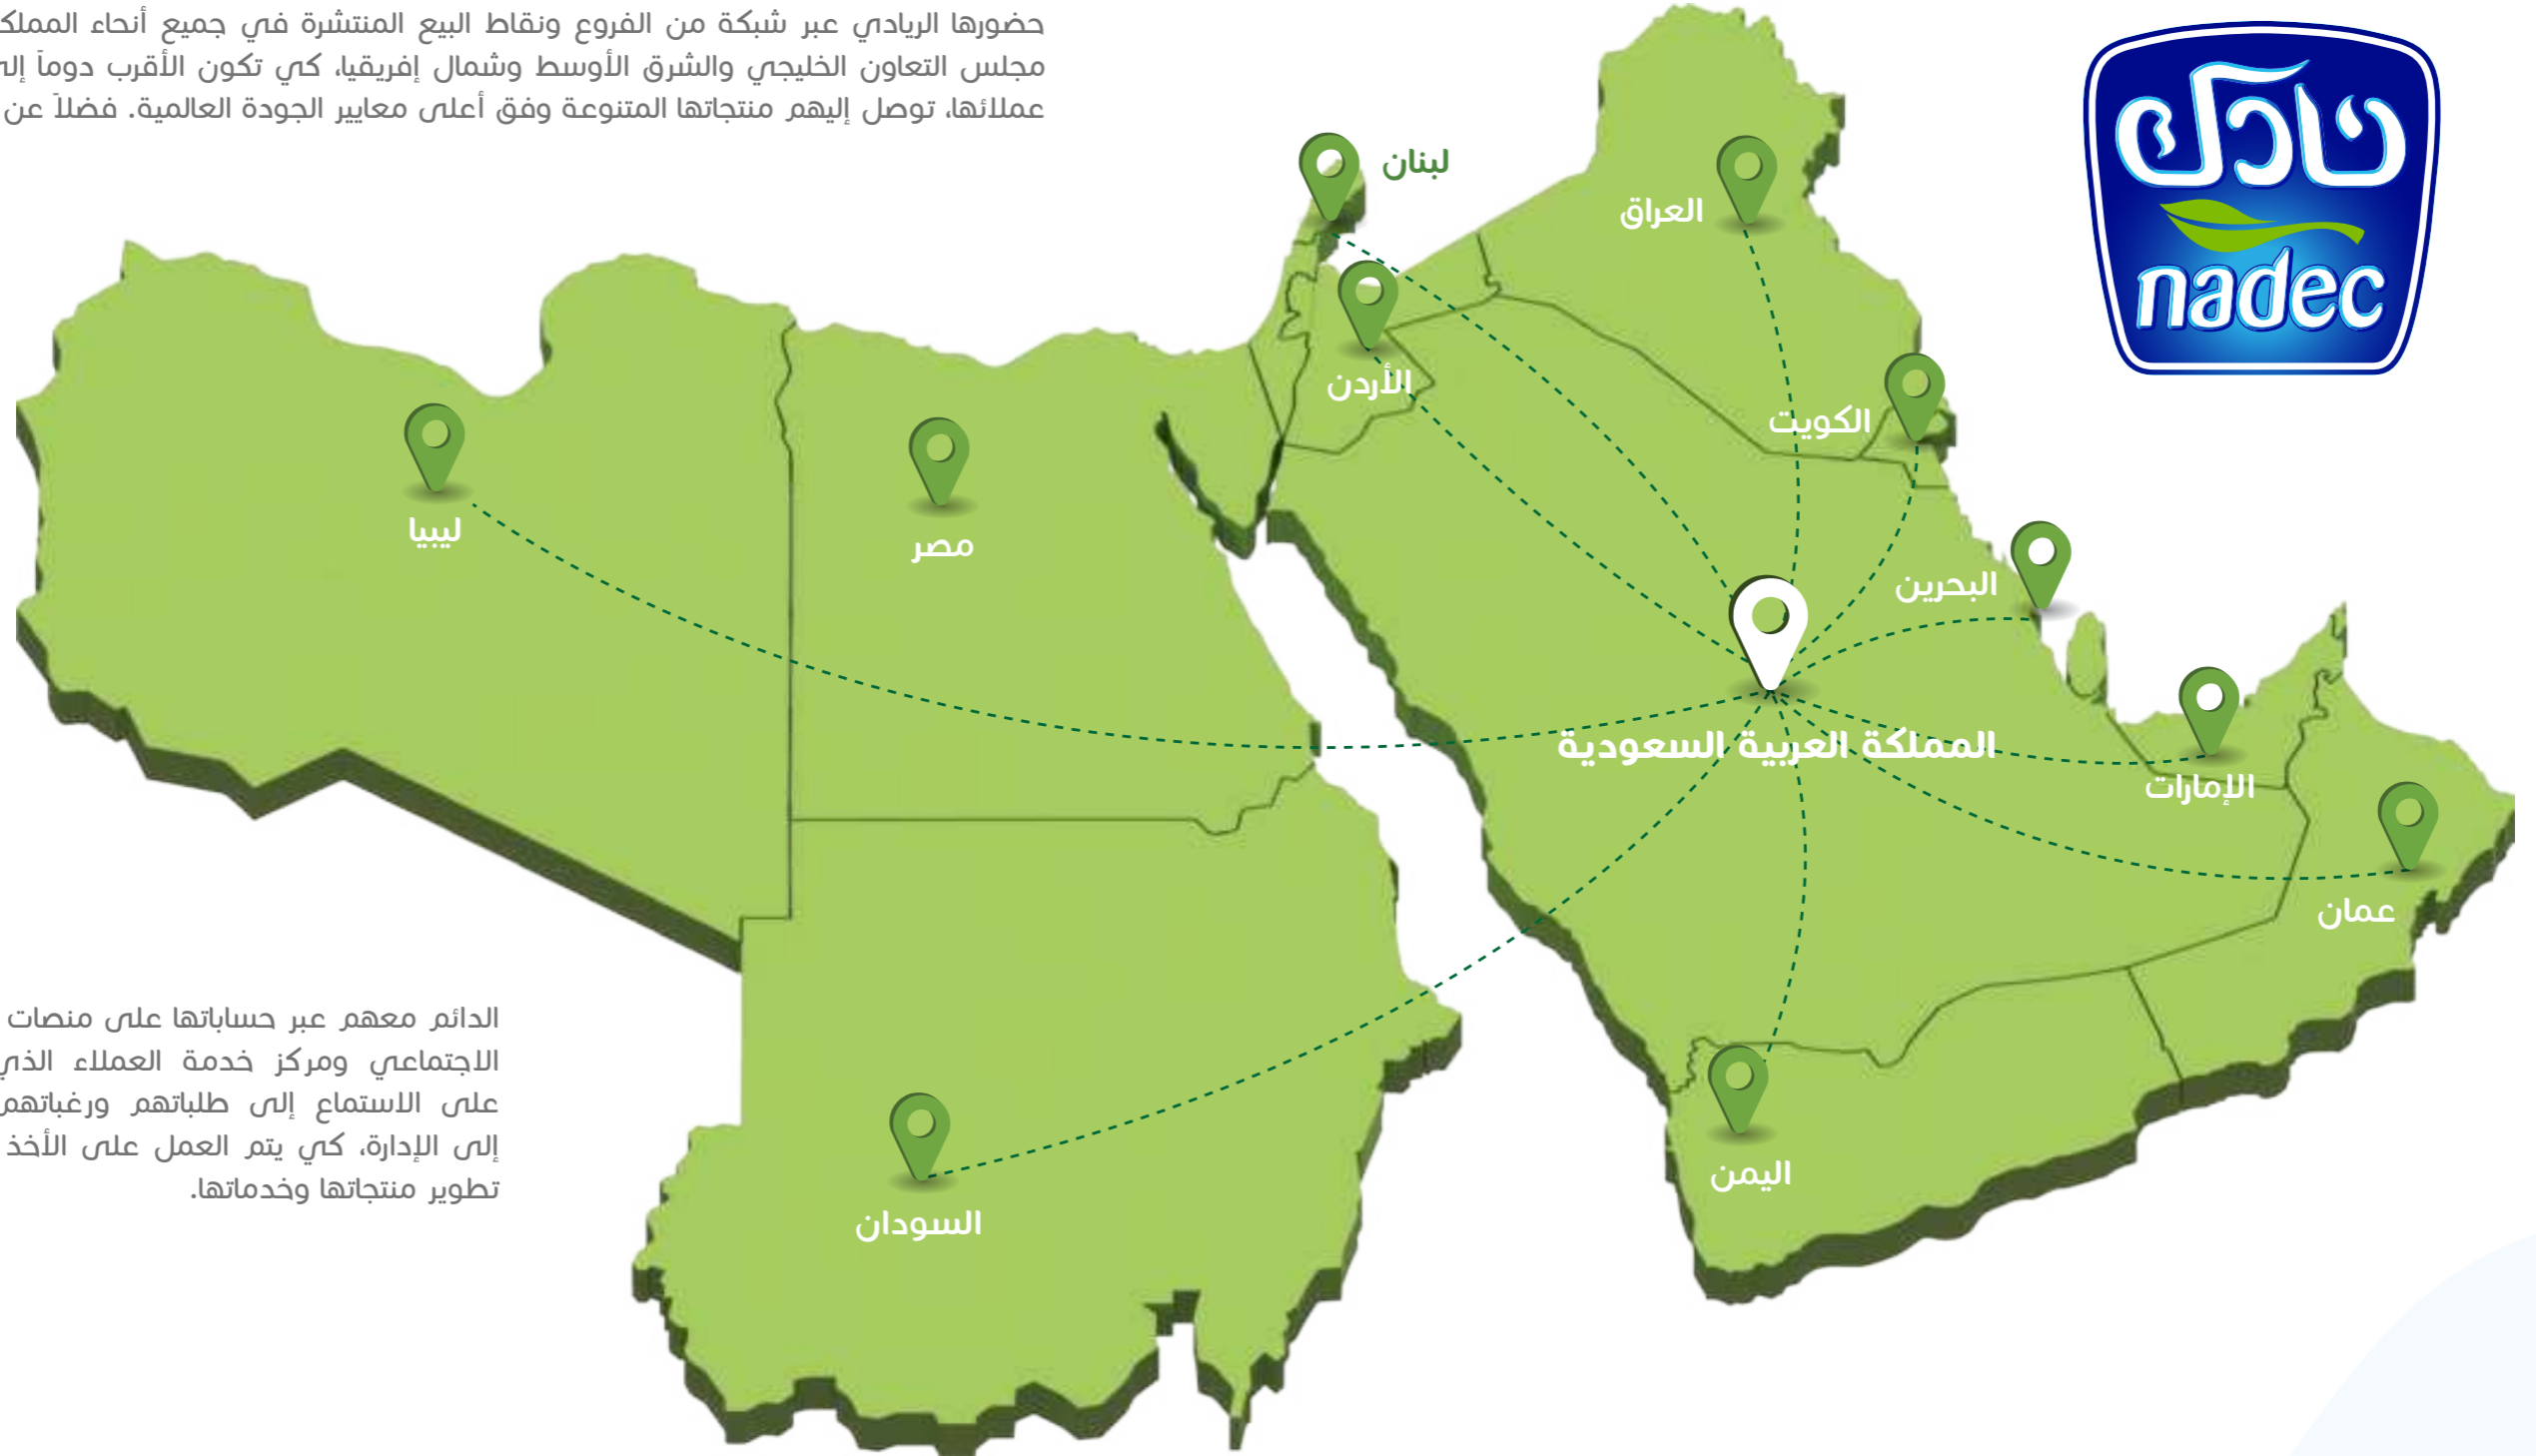 حضورها الريادي عبر شبكة من الفروع ونقاط البيع المنتشرة في جميع أنحاء
مجلس التعاون الخليجي والشرق الأوسط وشمال إفريقيا، كي تكون الأقرب دوماً
عملائها، توصل إليهم منتجاتها المتنوعة وفق أعلى معايير الجودة العالمية. فضلاً عن
نادك
nadec
لبنان
العراق
الأردن
الكويت
ليبيا
مصر
البحرين
المملكة العربية السعودية
الإمارات
عمان
اليمن
السودان
الدائم معهم عبر حساباتها على منصات
الاجتماعي ومركز خدمة العملاء الذي
على الاستماع إلى طلباتهم ورغباتهم
إلى الإدارة، كي يتم العمل على الأخذ
تطوير منتجاتها وخدماتها.